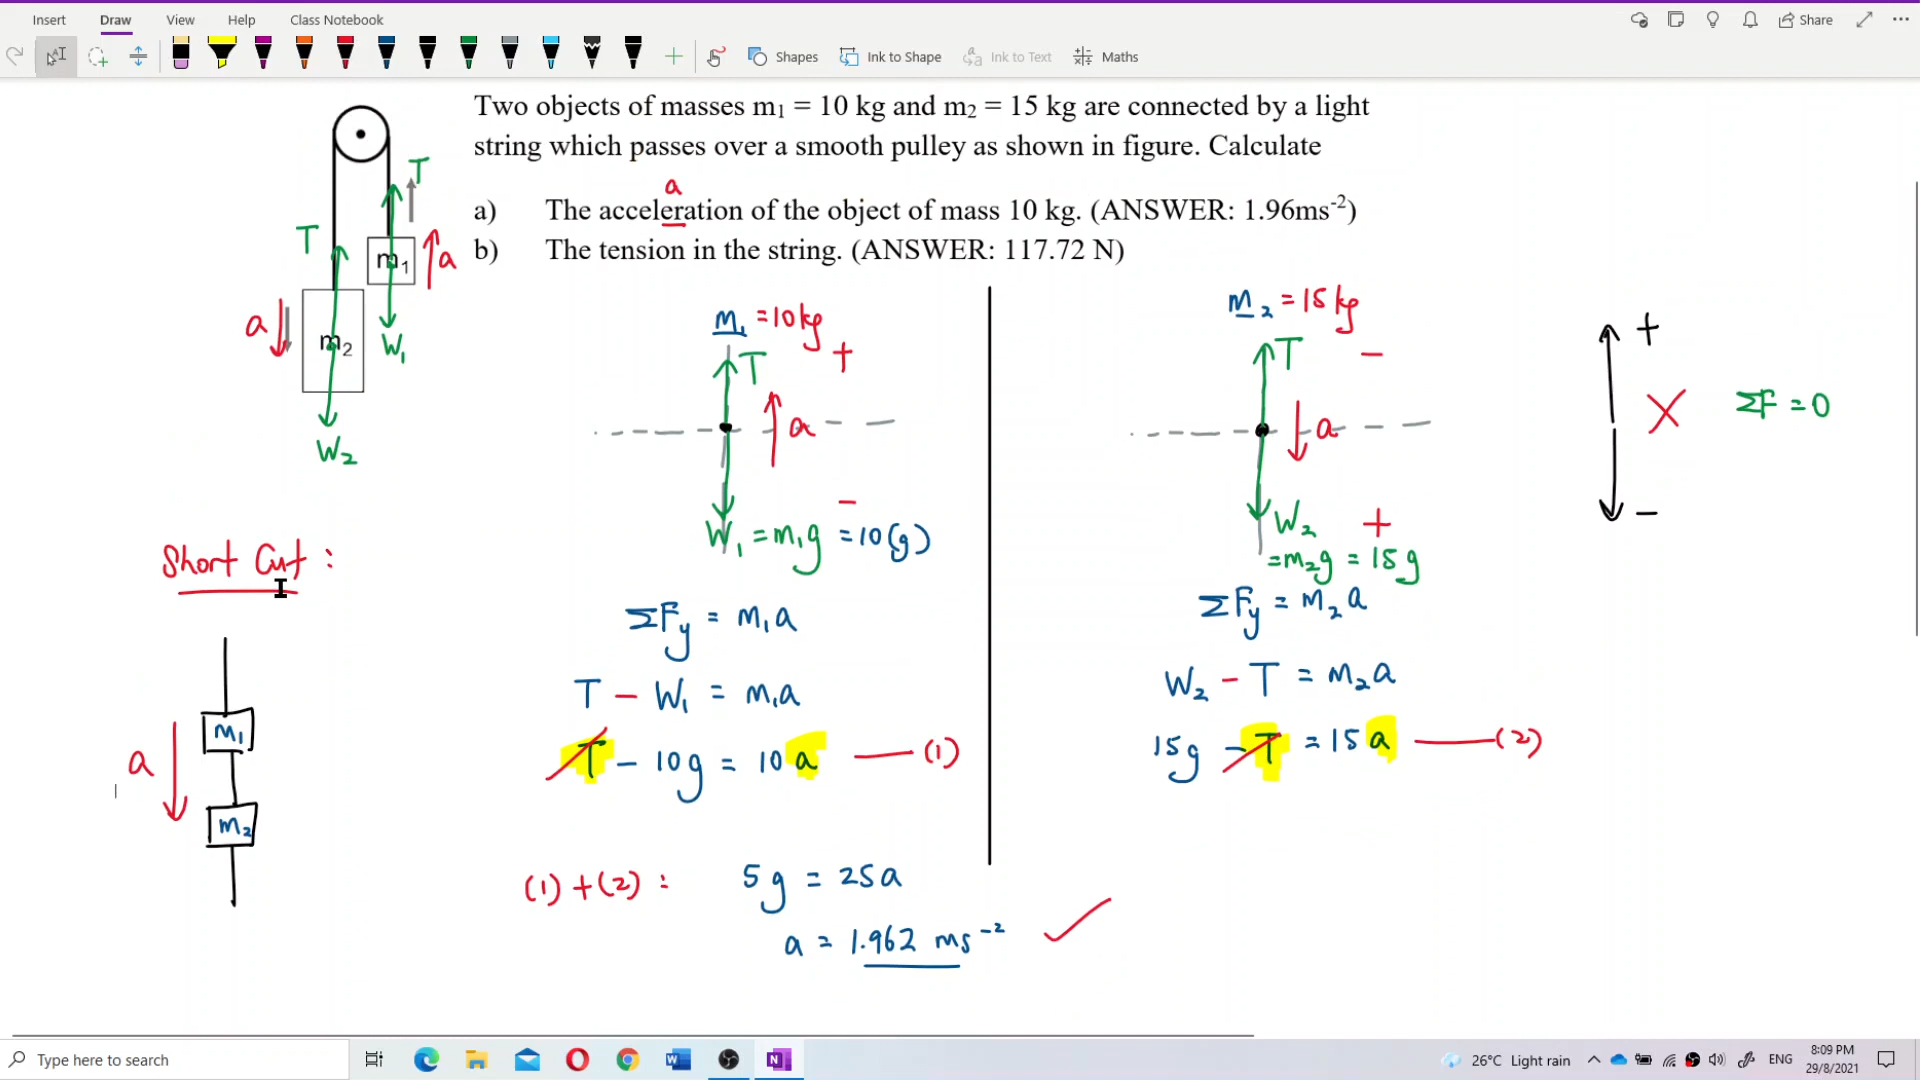 Insert Draw View Help Class Notebook Share
Shapes Ink to Shape Ink to Text Maths
Two objects of masses m₁ = 10 kg and m₂ = 15 kg are connected by a light
string which passes over a smooth pulley as shown in figure. Calculate
a
a) The acceleration of the object of mass 10 kg. (ANSWER: 1.96ms⁻²)
b) The tension in the string. (ANSWER: 117.72 N)
T
T
m₁
a
a
m₂
W₁
W₂
m₁ = 10kg
T +
a
−
W₁ = m₁g = 10(g)
ΣFy = m₁a
T − W₁ = m₁a
T − 10g = 10a —— (1)
m₂ = 15kg
T −
a
W₂ +
= m₂g = 15g
ΣFy = m₂a
W₂ − T = m₂a
15g − T = 15a —— (2)
+
X ΣF = 0
−
Short Cut :
m₁
a
m₂
(1) + (2) : 5g = 25a
a = 1.962 ms⁻²
Type here to search
26°C Light rain ENG 8:09 PM
29/8/2021